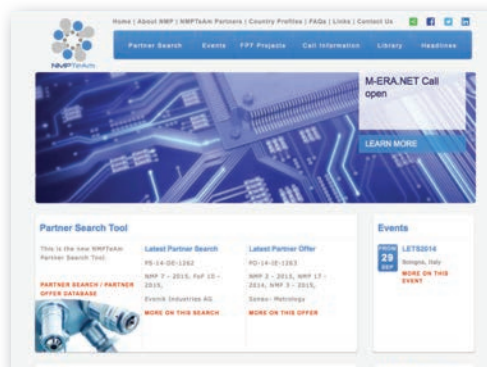 Home | About NMP | NMPTeAm Partners | Country Profiles | FAQs | Links | Contact Us
NMPTeAm
Partner Search Events FP7 Projects Call Information Library Headlines
M-ERA.NET Call
open
LEARN MORE
Partner Search Tool
This is the new NMPTeAm
Partner Search Tool.
PARTNER SEARCH / PARTNER
OFFER DATABASE
Latest Partner Search
PS-14-DE-1262
NMP 7 - 2015, FoF 10 -
2015,
Evonik Industries AG
MORE ON THIS SEARCH
Latest Partner Offer
PO-14-IE-1263
NMP 2 - 2015, NMP 17 -
2014, NMP 3 - 2015,
Sonex- Metrology
MORE ON THIS OFFER
Events
FROM
29
SEP
LETS2014
Bologna, Italy
MORE ON THIS
EVENT